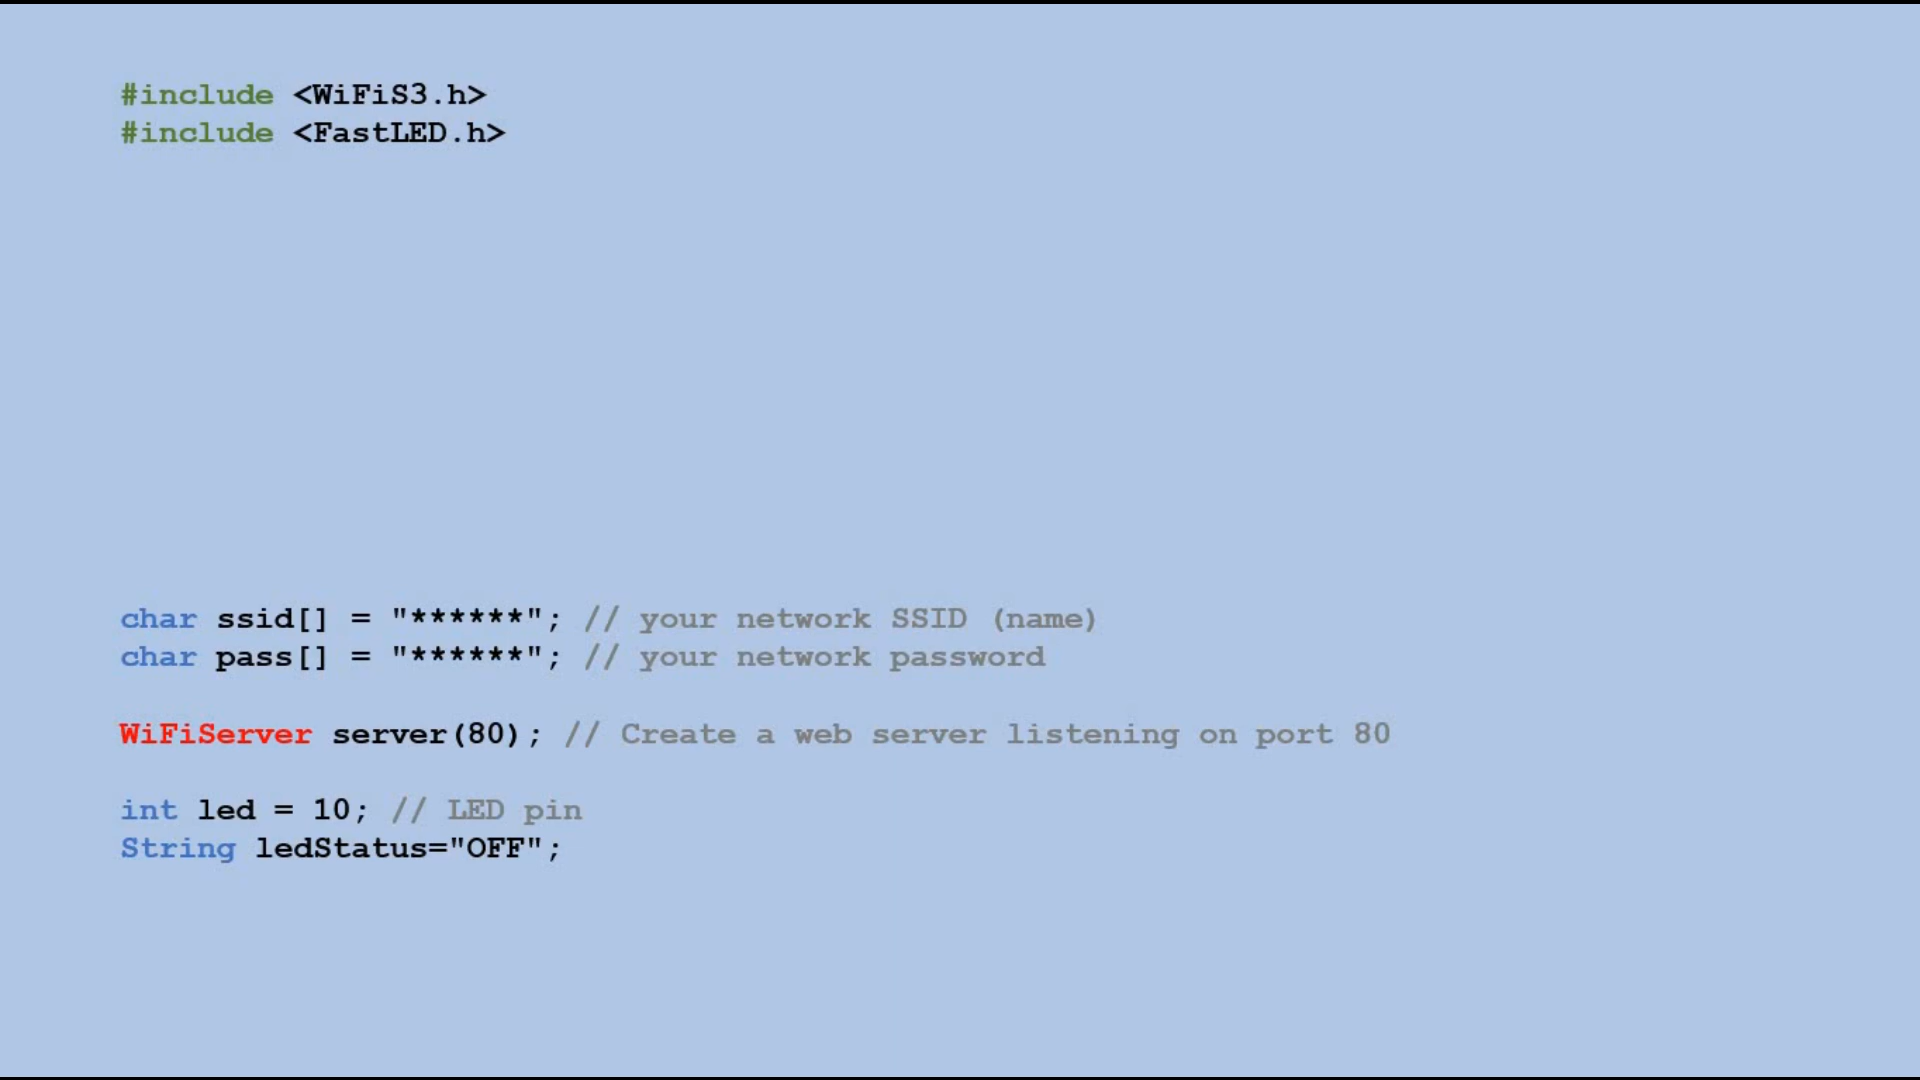 #include <WiFiS3.h>
#include <FastLED.h>
char ssid[] = "******"; // your network SSID (name)
char pass[] = "******"; // your network password
WiFiServer server(80); // Create a web server listening on port 80
int led = 10; // LED pin
String ledStatus="OFF";